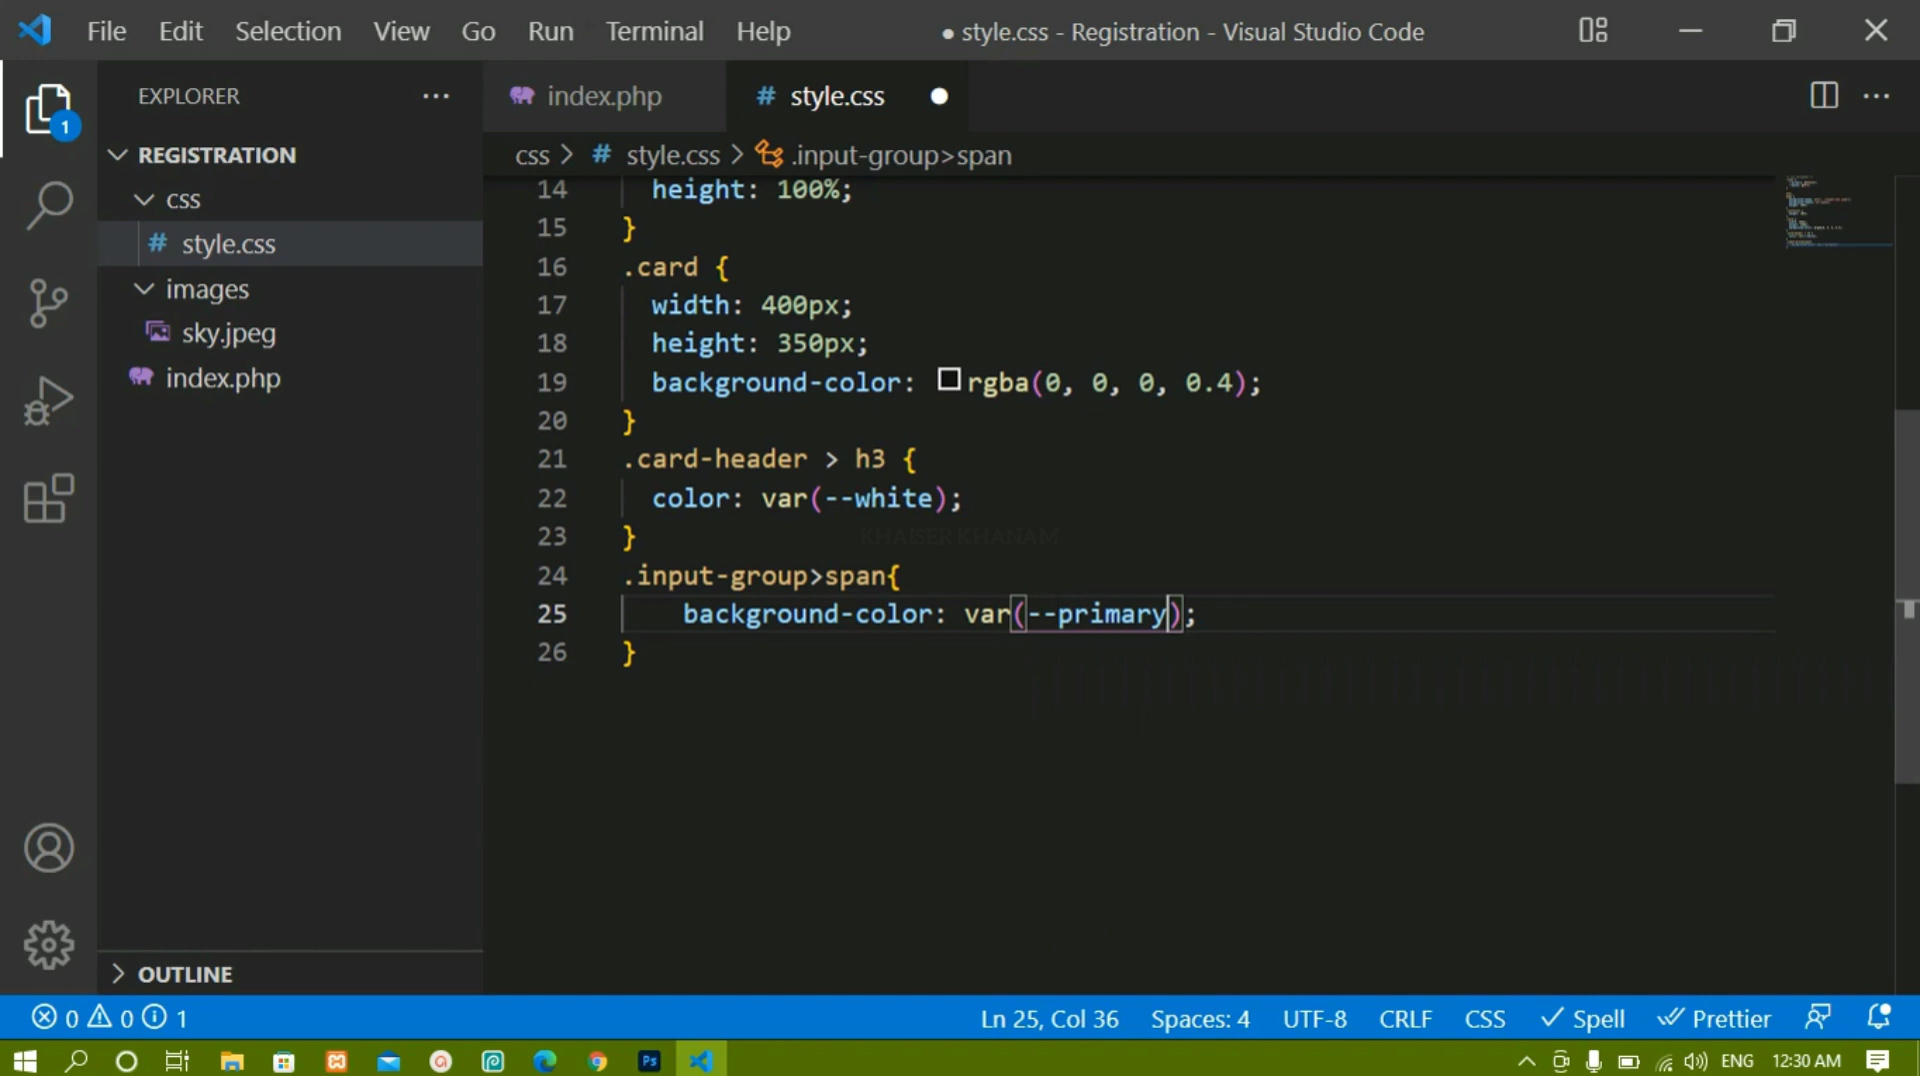 File Edit Selection View Go Run Terminal Help
● style.css - Registration - Visual Studio Code
EXPLORER
index.php
# style.css
1
REGISTRATION
css > # style.css > .input-group>span
css
# style.css
images
sky.jpeg
index.php
14 height: 100%;
15 }
16 .card {
17 width: 400px;
18 height: 350px;
19 background-color: rgba(0, 0, 0, 0.4);
20 }
21 .card-header > h3 {
22 color: var(--white);
23 }
KHAISER KHANAM
24 .input-group>span{
25 background-color: var(--primary);
26 }
OUTLINE
0 0 1
Ln 25, Col 36 Spaces: 4 UTF-8 CRLF CSS Spell Prettier
Ps
ENG 12:30 AM